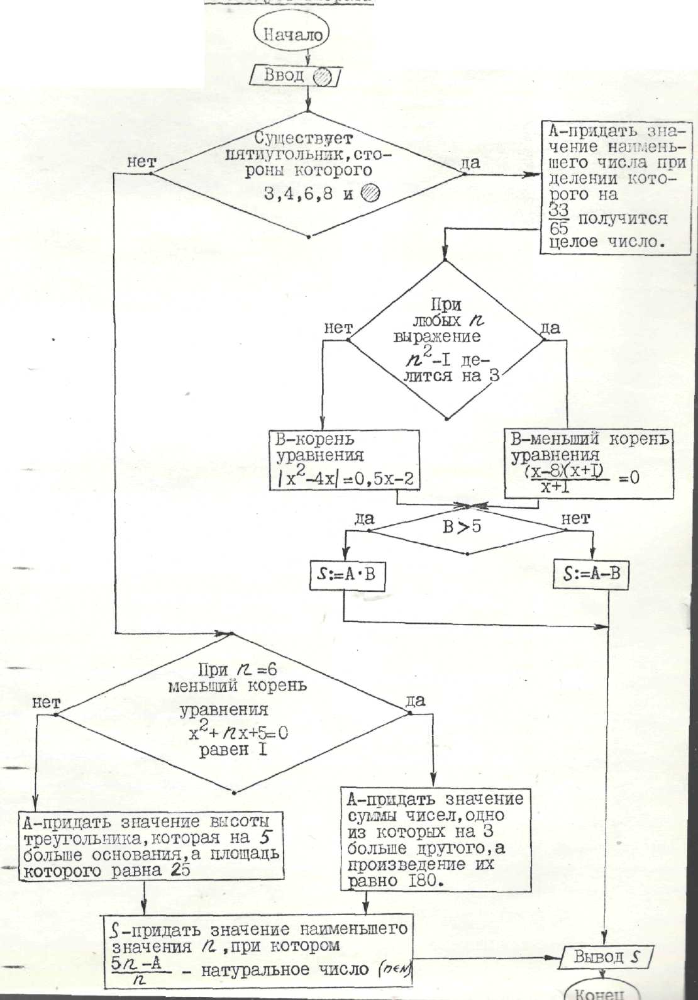 Начало
Ввод
Существует
пятиугольник,сто-
роны которого
3,4,6,8 и
нет
да
А-придать зна-
чение наимень-
шего числа при
делении кото-
рого на
33
65 получится
целое число.
При
любых n
выражение
n²-I де-
лится на 3
нет
да
В-корень
уравнения
|x²-4x|=0,5x-2
В-меньший корень
уравнения
(x-8)(x+I)
x+I =0
В>5
да
нет
S:=А·В
S:=А-В
При n=6
меньший корень
уравнения
x²+nx+5=0
равен I
нет
да
А-придать значение высоты
треугольника,которая на 5
больше основания,а площадь
которого равна 25
А-придать значение
суммы чисел,одно
из которых на 3
больше другого,а
произведение их
равно I80.
S-придать значение наименьшего
значения n,при котором
5n-А
n - натуральное число (n∈N)
Вывод S
Конец